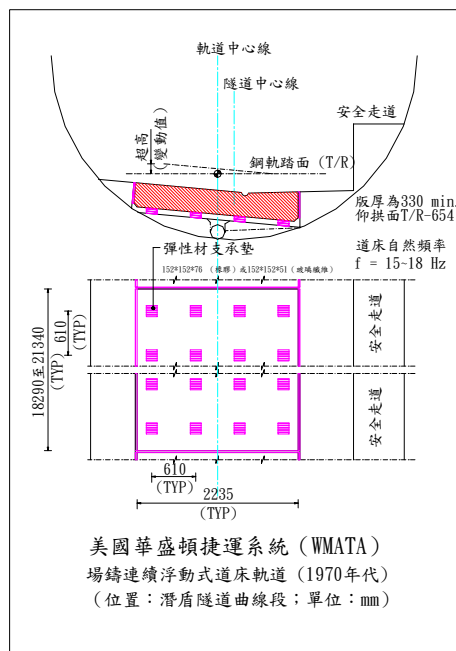 軌道中心線
隧道中心線
安全走道
超高
(變動值)
鋼軌踏面 (T/R)
版厚為330 min.
仰拱面T/R-654
彈性材支承墊
道床自然頻率
f = 15~18 Hz
152*152*76 (橡膠) 或152*152*51(玻璃纖維)
18290至21340
(TYP)
610
(TYP)
安全走道
安全走道
610
(TYP)
2235
(TYP)
美國華盛頓捷運系統 (WMATA)
場鑄連續浮動式道床軌道 (1970年代)
(位置：潛盾隧道曲線段；單位：mm)